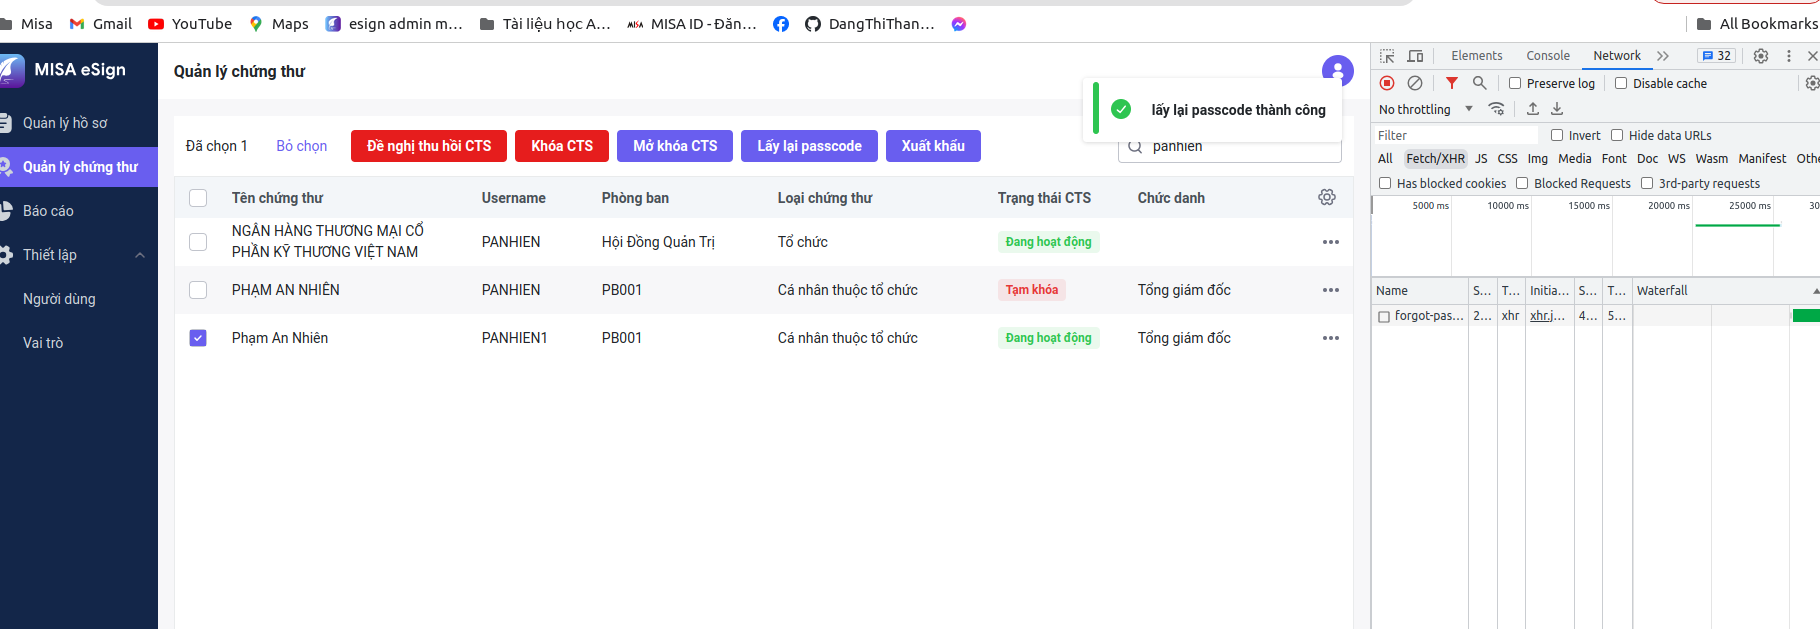 Misa Gmail YouTube Maps esign admin m... Tài liệu học A... MISA MISA ID - Đăn... DangThiThan... All Bookmarks
MISA eSign
Quản lý hồ sơ
Quản lý chứng thư
Báo cáo
Thiết lập
Người dùng
Vai trò
Quản lý chứng thư
lấy lại passcode thành công
Đã chọn 1 Bỏ chọn Đề nghị thu hồi CTS Khóa CTS Mở khóa CTS Lấy lại passcode Xuất khẩu panhien
Tên chứng thư Username Phòng ban Loại chứng thư Trạng thái CTS Chức danh
NGÂN HÀNG THƯƠNG MẠI CỔ
PHẦN KỸ THƯƠNG VIỆT NAM PANHIEN Hội Đồng Quản Trị Tổ chức Đang hoạt động
PHẠM AN NHIÊN PANHIEN PB001 Cá nhân thuộc tổ chức Tạm khóa Tổng giám đốc
Phạm An Nhiên PANHIEN1 PB001 Cá nhân thuộc tổ chức Đang hoạt động Tổng giám đốc
Elements Console Network 32
Preserve log Disable cache
No throttling
Filter Invert Hide data URLs
All Fetch/XHR JS CSS Img Media Font Doc WS Wasm Manifest Othe
Has blocked cookies Blocked Requests 3rd-party requests
5000 ms 10000 ms 15000 ms 20000 ms 25000 ms 30
Name S... T... Initia... S... T... Waterfall
forgot-pas... 2... xhr xhr.j... 4... 5...